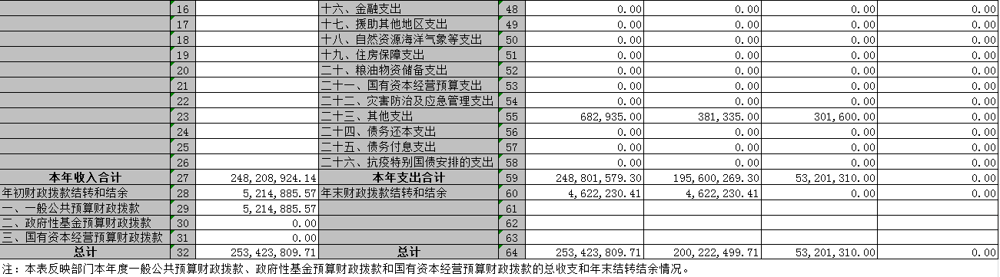 16 十六、金融支出 48 0.00 0.00 0.00 0.00
17 十七、援助其他地区支出 49 0.00 0.00 0.00 0.00
18 十八、自然资源海洋气象等支出 50 0.00 0.00 0.00 0.00
19 十九、住房保障支出 51 0.00 0.00 0.00 0.00
20 二十、粮油物资储备支出 52 0.00 0.00 0.00 0.00
21 二十一、国有资本经营预算支出 53 0.00 0.00 0.00 0.00
22 二十二、灾害防治及应急管理支出 54 0.00 0.00 0.00 0.00
23 二十三、其他支出 55 682,935.00 381,335.00 301,600.00 0.00
24 二十四、债务还本支出 56 0.00 0.00 0.00 0.00
25 二十五、债务付息支出 57 0.00 0.00 0.00 0.00
26 二十六、抗疫特别国债安排的支出 58 0.00 0.00 0.00 0.00
本年收入合计 27 248,208,924.14 本年支出合计 59 248,801,579.30 195,600,269.30 53,201,310.00 0.00
年初财政拨款结转和结余 28 5,214,885.57 年末财政拨款结转和结余 60 4,622,230.41 4,622,230.41 0.00 0.00
一、一般公共预算财政拨款 29 5,214,885.57 61
二、政府性基金预算财政拨款 30 0.00 62
三、国有资本经营预算财政拨款 31 0.00 63
总计 32 253,423,809.71 总计 64 253,423,809.71 200,222,499.71 53,201,310.00 0.00
注：本表反映部门本年度一般公共预算财政拨款、政府性基金预算财政拨款和国有资本经营预算财政拨款的总收支和年末结转结余情况。